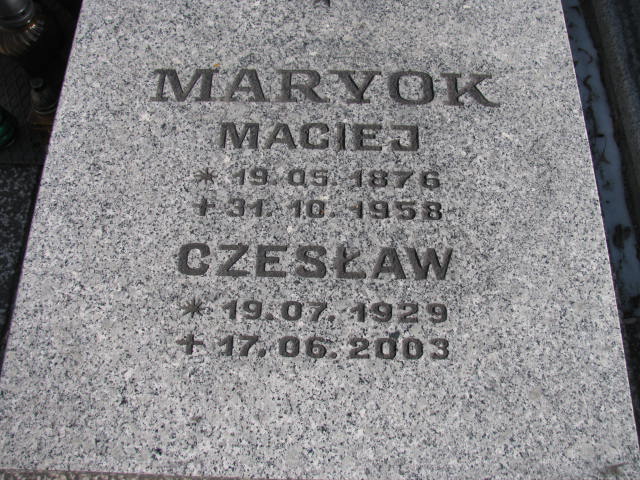 MARYOK
MACIEJ
* 19.05.1876
+ 31.10.1958
CZESŁAW
* 19.07.1929
+ 17.06.2003